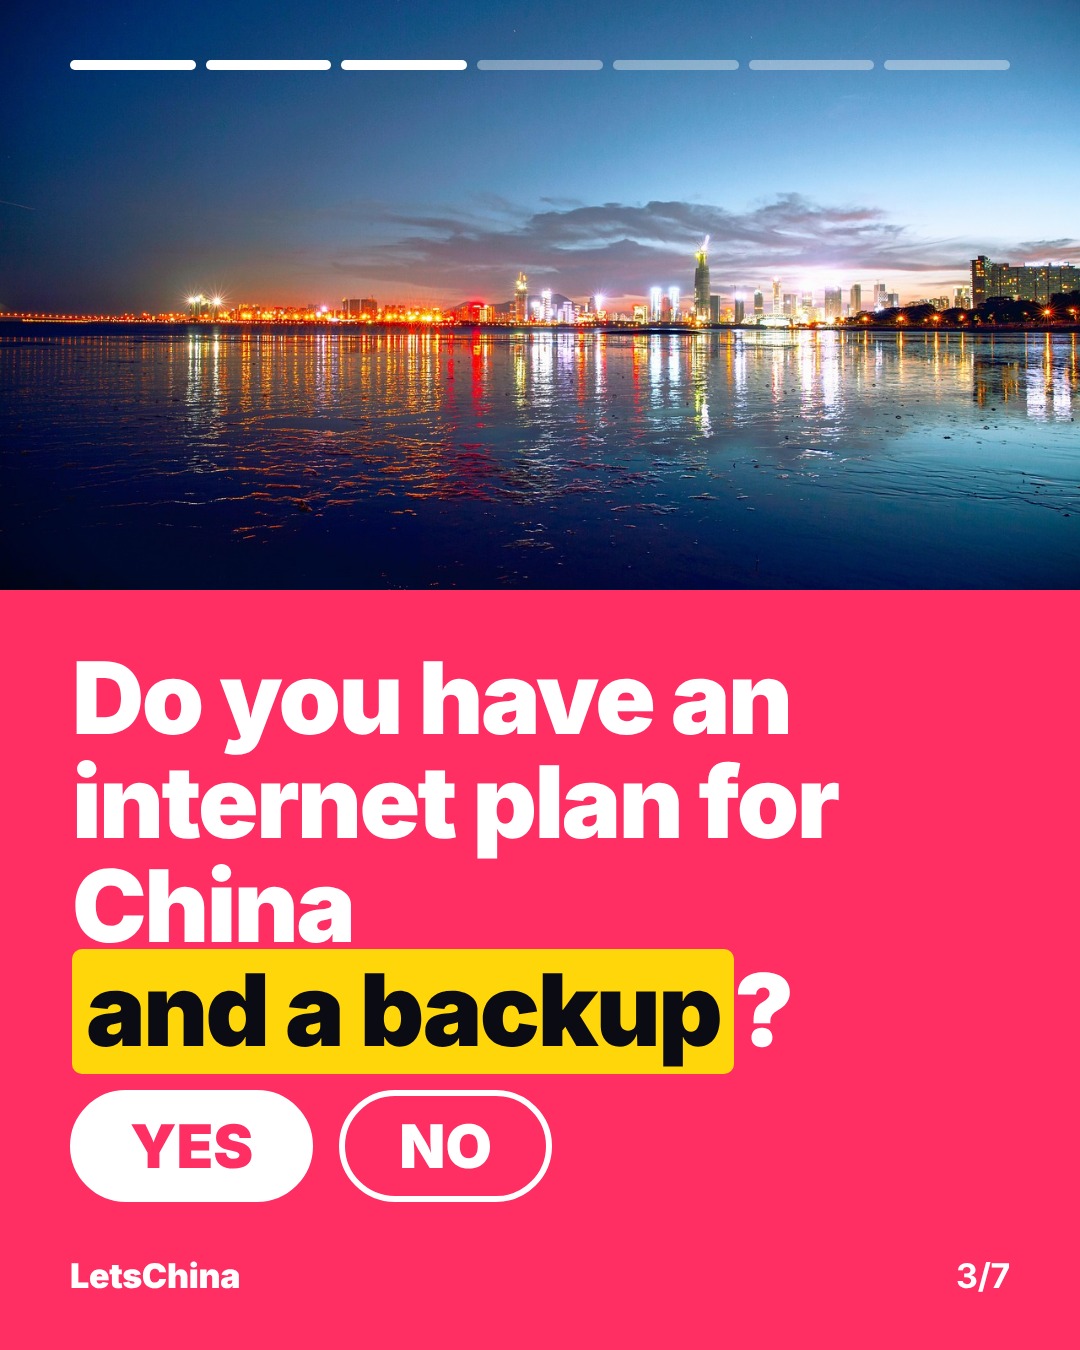 Do you have an
internet plan for
China
and a backup?
YES
NO
LetsChina
3/7